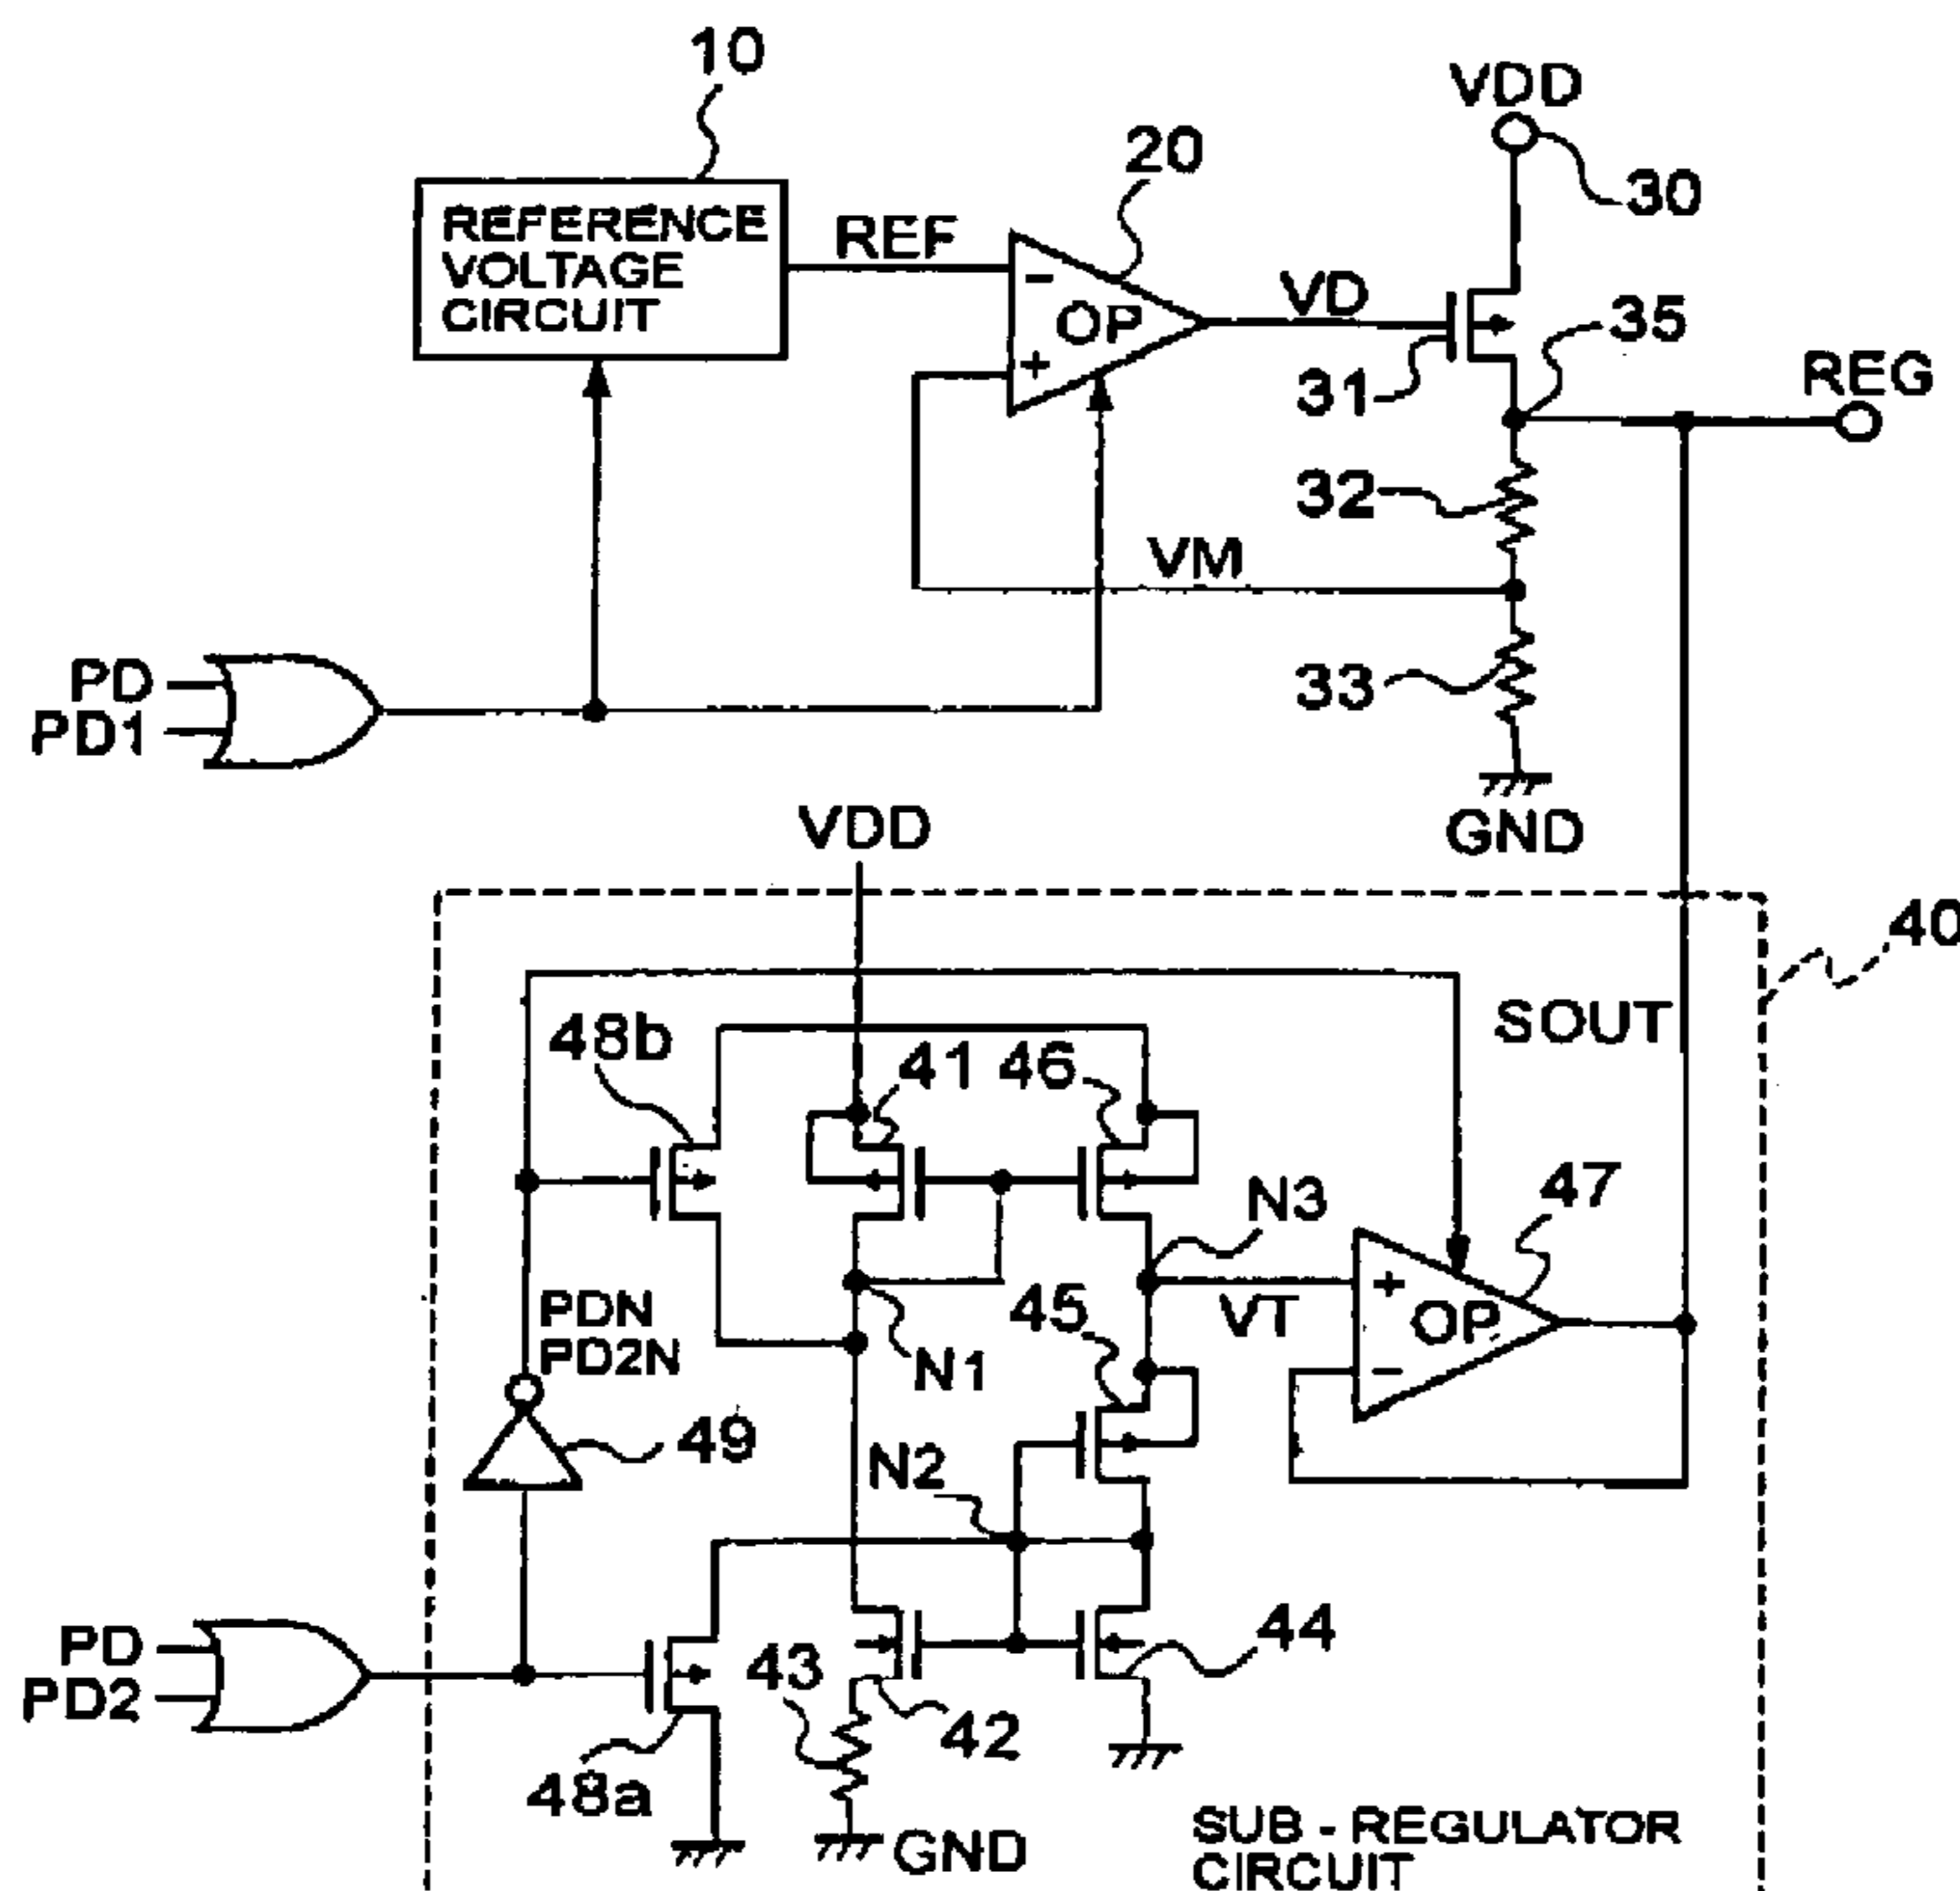 10
VDD
20
30
REFERENCE
VOLTAGE
CIRCUIT
REF
-
OP
+
VD
35
31
REG
32
VM
PD
PD1
33
GND
VDD
40
SOUT
48b
41
46
N3
47
+
OP
-
VT
45
PDN
PD2N
N1
49
N2
PD
PD2
43
44
42
48a
GND
SUB - REGULATOR
CIRCUIT